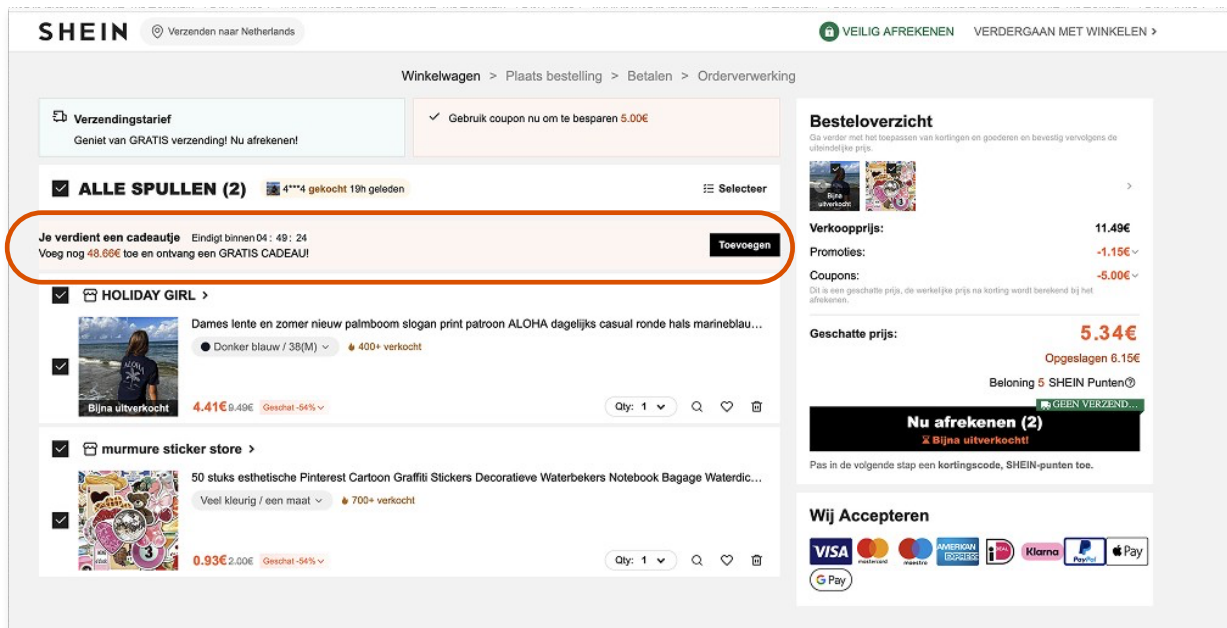 SHEIN
Verzenden naar Netherlands
VEILIG AFREKENEN
VERDERGAAN MET WINKELEN >
Winkelwagen > Plaats bestelling > Betalen > Orderverwerking
Verzendingstarief
Geniet van GRATIS verzending! Nu afrekenen!
Gebruik coupon nu om te besparen 5.00€
ALLE SPULLEN (2)
4***4 gekocht 19h geleden
Selecteer
Je verdient een cadeautje Eindigt binnen 04 : 49 : 24
Voeg nog 48.66€ toe en ontvang een GRATIS CADEAU!
Toevoegen
HOLIDAY GIRL >
Dames lente en zomer nieuw palmboom slogan print patroon ALOHA dagelijks casual ronde hals marineblau...
Donker blauw / 38(M)
400+ verkocht
ALOHA
Bijna uitverkocht
4.41€ 9.49€ Geschat -54%
Qty: 1
murmure sticker store >
50 stuks esthetische Pinterest Cartoon Graffiti Stickers Decoratieve Waterbekers Notebook Bagage Waterdic...
Veel kleurig / een maat
700+ verkocht
3
0.93€ 2.00€ Geschat -54%
Qty: 1
Besteloverzicht
Ga verder met het toepassen van kortingen en goederen en bevestig vervolgens de
uiteindelijke prijs.
Bijna
uitverkocht
3
Verkoopprijs: 11.49€
Promoties: -1.15€
Coupons: -5.00€
Dit is een geschatte prijs, de werkelijke prijs na korting wordt berekend bij het
afrekenen.
Geschatte prijs: 5.34€
Opgeslagen 6.15€
Beloning 5 SHEIN Punten
GEEN VERZEND...
Nu afrekenen (2)
Bijna uitverkocht!
Pas in de volgende stap een kortingscode, SHEIN-punten toe.
Wij Accepteren
VISA
mastercard
maestro
AMERICAN
EXPRESS
iDEAL
Klarna
PayPal
Pay
G Pay